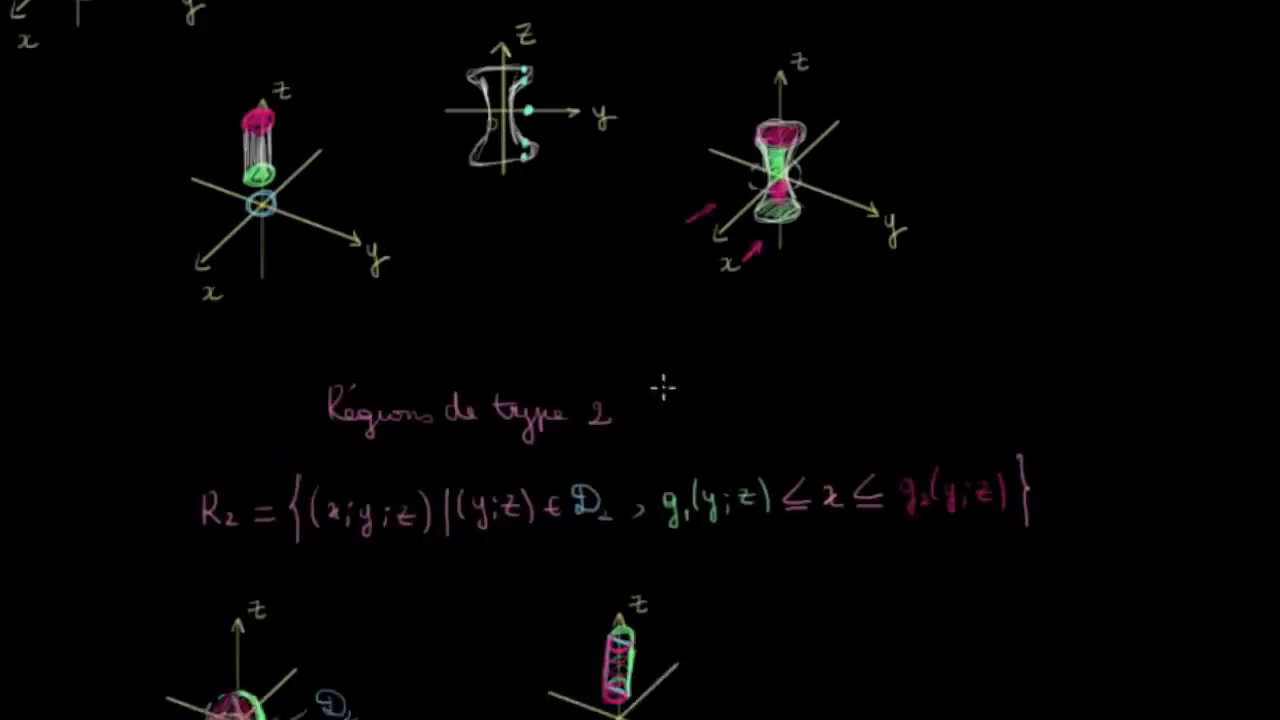 x
y
z
z
y
z
y
x
y
x
Régions de type 2
R₂ = {(x;y;z) | (y;z) ∈ D₂ , g₁(y;z) ≤ x ≤ g₂(y;z)}
z
z